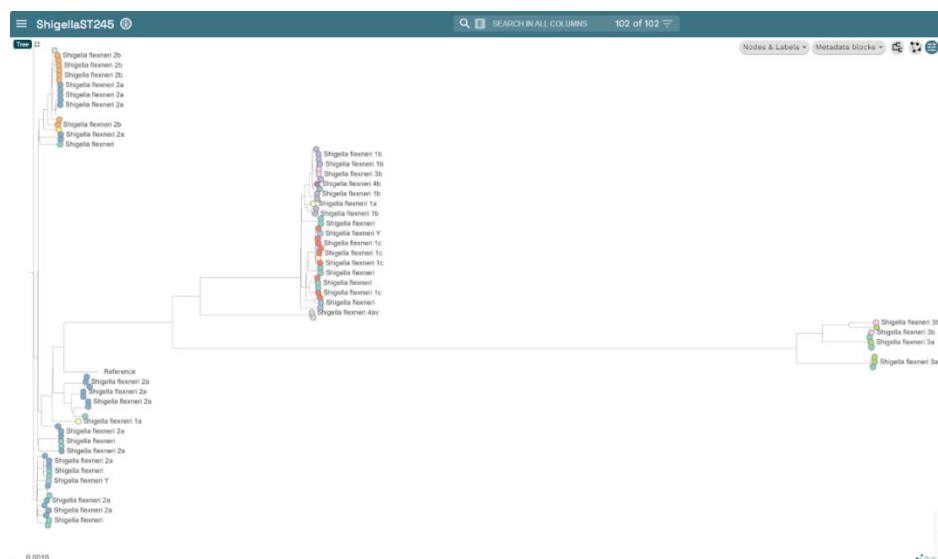 ShigellaST245
SEARCH IN ALL COLUMNS
102 of 102
Tree
Nodes & Labels
Metadata blocks
Shigella flexneri 2b
Shigella flexneri 2b
Shigella flexneri 2b
Shigella flexneri 2a
Shigella flexneri 2a
Shigella flexneri 2a
Shigella flexneri 2b
Shigella flexneri 2a
Shigella flexneri
Shigella flexneri 1b
Shigella flexneri 1b
Shigella flexneri 3b
Shigella flexneri 4b
Shigella flexneri 1b
Shigella flexneri 1a
Shigella flexneri 1b
Shigella flexneri
Shigella flexneri Y
Shigella flexneri 1c
Shigella flexneri 1c
Shigella flexneri 1c
Shigella flexneri
Shigella flexneri
Shigella flexneri 1c
Shigella flexneri
Shigella flexneri 4av
Shigella flexneri 3b
Shigella flexneri 3b
Shigella flexneri 3a
Shigella flexneri 3a
Reference
Shigella flexneri 2a
Shigella flexneri 2a
Shigella flexneri 2a
Shigella flexneri 1a
Shigella flexneri 2a
Shigella flexneri
Shigella flexneri 2a
Shigella flexneri 2a
Shigella flexneri
Shigella flexneri Y
Shigella flexneri 2a
Shigella flexneri 2a
Shigella flexneri
0.0010